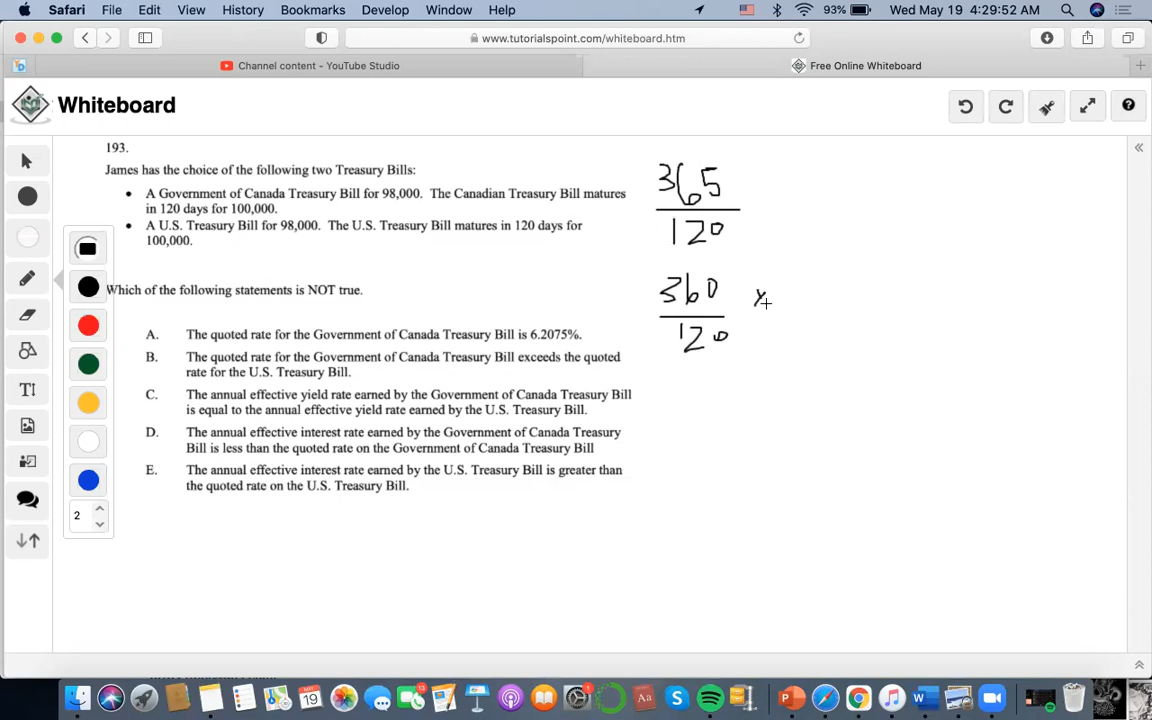 Safari File Edit View History Bookmarks Develop Window Help 93% Wed May 19 4:29:52 AM
www.tutorialspoint.com/whiteboard.htm
Channel content - YouTube Studio Free Online Whiteboard
Whiteboard
193.
James has the choice of the following two Treasury Bills:
• A Government of Canada Treasury Bill for 98,000. The Canadian Treasury Bill matures
in 120 days for 100,000.
• A U.S. Treasury Bill for 98,000. The U.S. Treasury Bill matures in 120 days for
100,000.
Which of the following statements is NOT true.
A. The quoted rate for the Government of Canada Treasury Bill is 6.2075%.
B. The quoted rate for the Government of Canada Treasury Bill exceeds the quoted
rate for the U.S. Treasury Bill.
C. The annual effective yield rate earned by the Government of Canada Treasury Bill
is equal to the annual effective yield rate earned by the U.S. Treasury Bill.
D. The annual effective interest rate earned by the Government of Canada Treasury
Bill is less than the quoted rate on the Government of Canada Treasury Bill
E. The annual effective interest rate earned by the U.S. Treasury Bill is greater than
the quoted rate on the U.S. Treasury Bill.
2
365
120
360 x
120